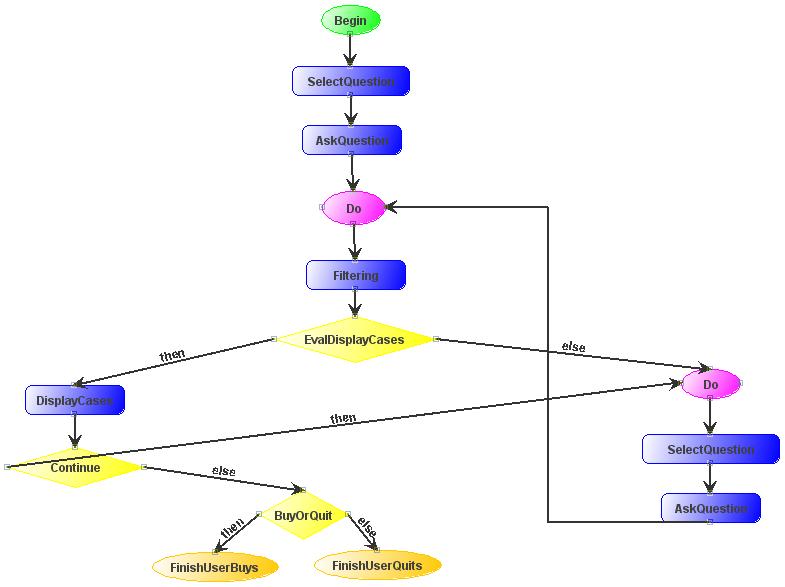 Begin
SelectQuestion
AskQuestion
Do
Filtering
EvalDisplayCases
then
else
DisplayCases
Do
then
Continue
else
SelectQuestion
BuyOrQuit
AskQuestion
then
else
FinishUserBuys
FinishUserQuits